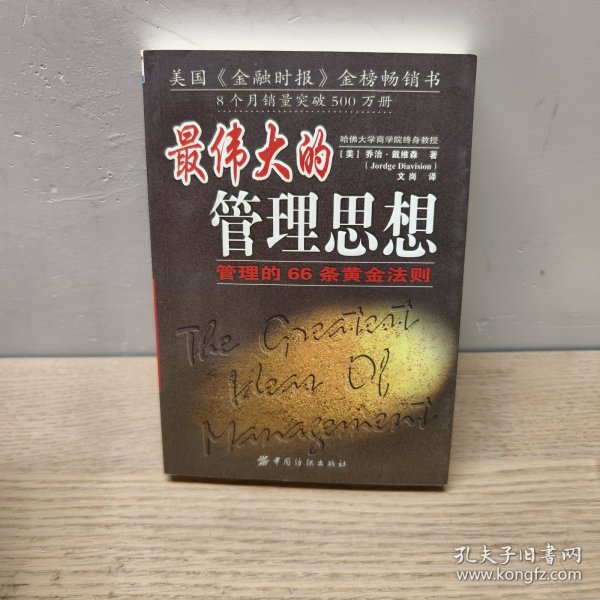 美国《金融时报》金榜畅销书
8个月销量突破500万册
哈佛大学商学院终身教授
[美] 乔治·戴维森 著
(Jordge Diavision)
文岗 译
最伟大的
管理思想
管理的66条黄金法则
The Greatest
Ideas Of
Management
中国纺织出版社
孔夫子旧书网
www.kongfz.com